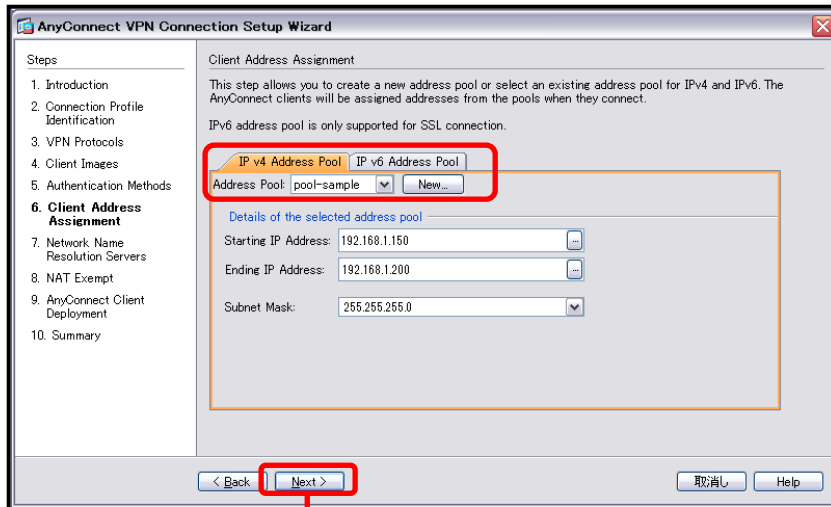 AnyConnect VPN Connection Setup Wizard
Steps
1. Introduction
2. Connection Profile
Identification
3. VPN Protocols
4. Client Images
5. Authentication Methods
6. Client Address
Assignment
7. Network Name
Resolution Servers
8. NAT Exempt
9. AnyConnect Client
Deployment
10. Summary
Client Address Assignment
This step allows you to create a new address pool or select an existing address pool for IPv4 and IPv6. The
AnyConnect clients will be assigned addresses from the pools when they connect.
IPv6 address pool is only supported for SSL connection.
IP v4 Address Pool IP v6 Address Pool
Address Pool: pool-sample New...
Details of the selected address pool
Starting IP Address: 192.168.1.150 ...
Ending IP Address: 192.168.1.200 ...
Subnet Mask: 255.255.255.0
< Back Next > 取消し Help